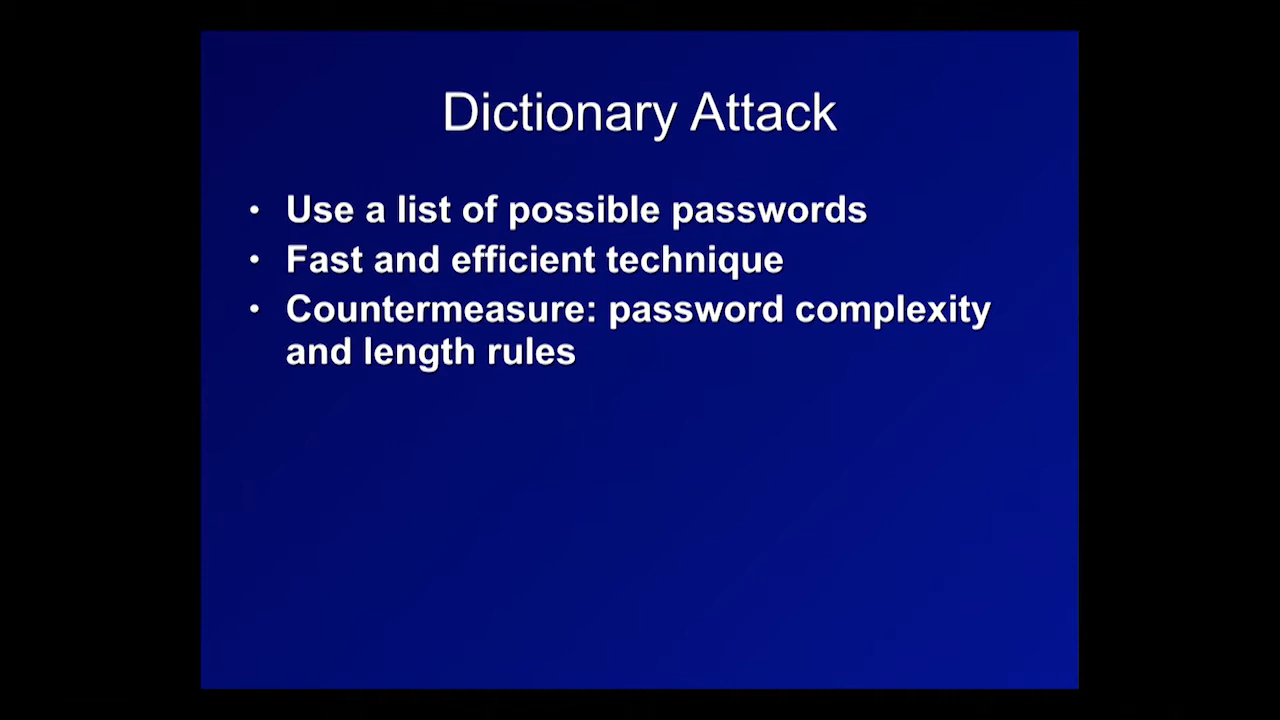 Dictionary Attack
• Use a list of possible passwords
• Fast and efficient technique
• Countermeasure: password complexity
and length rules